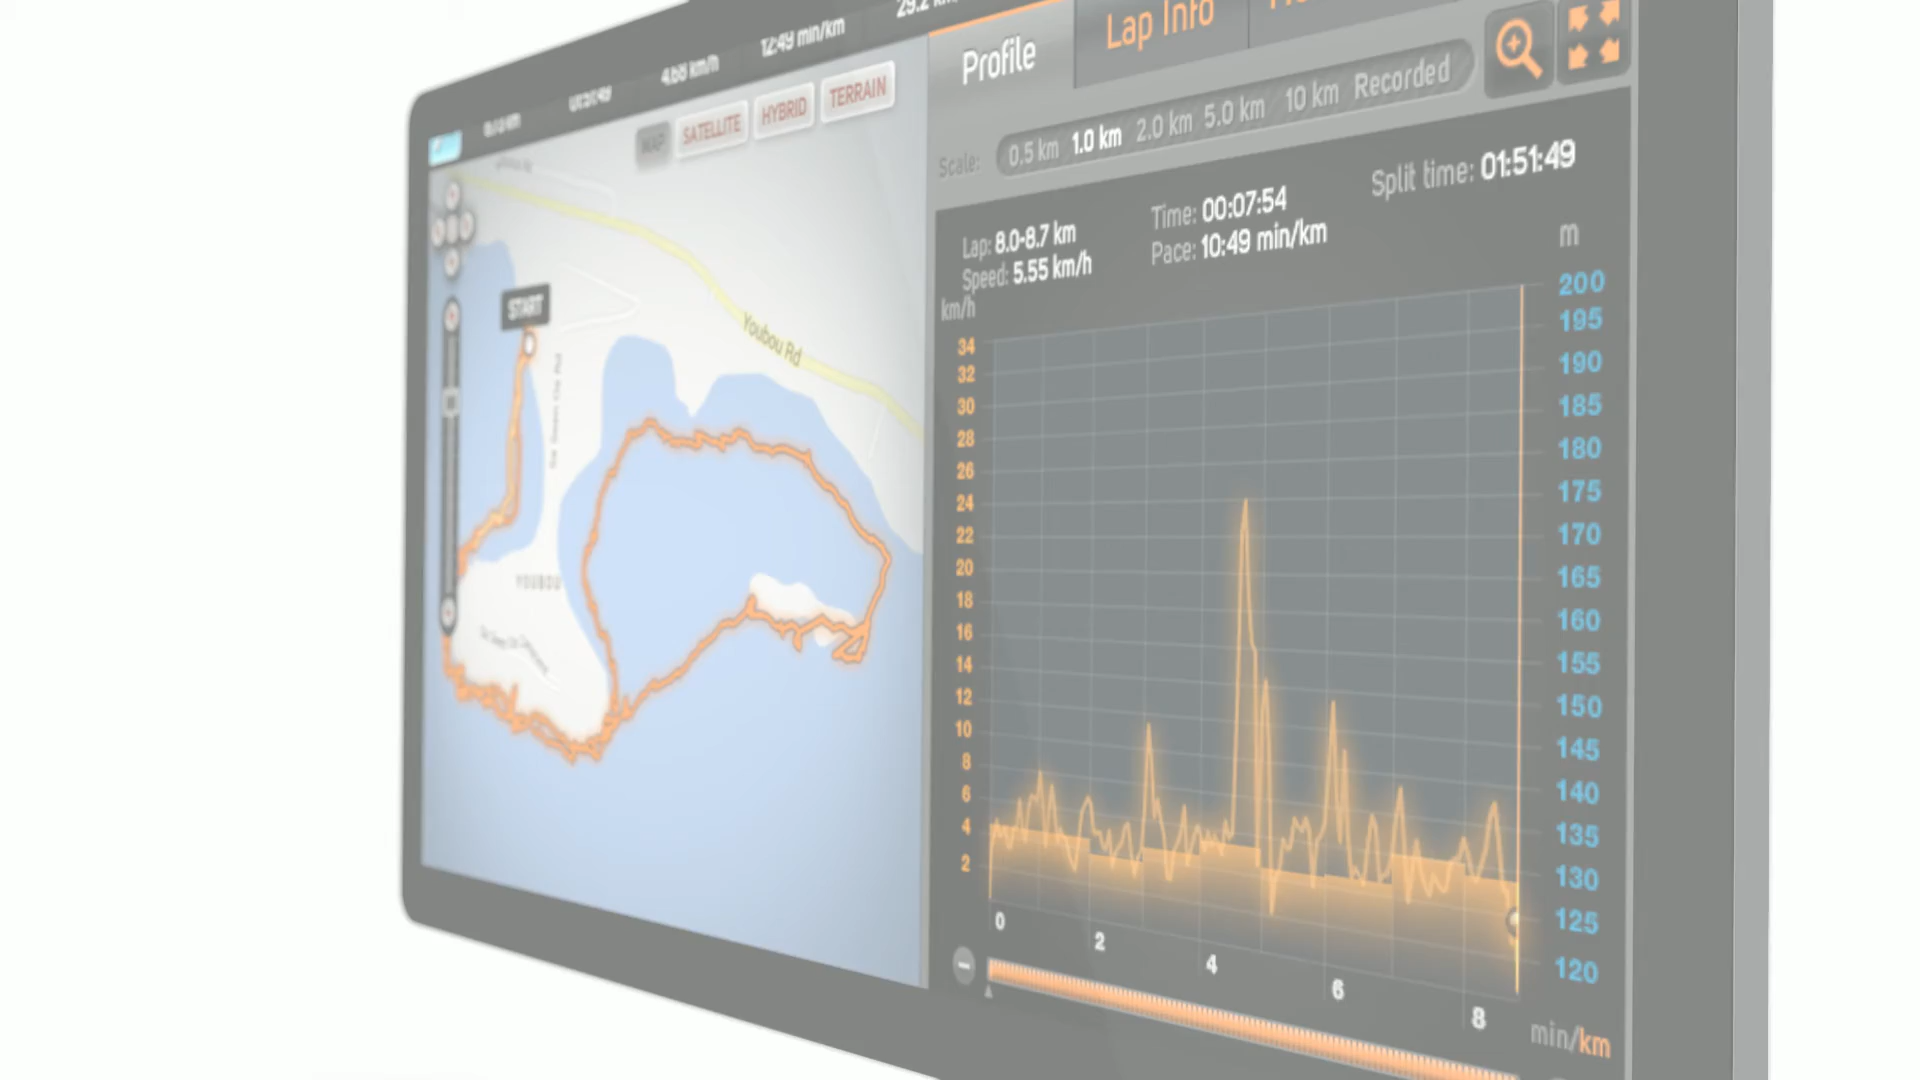 12:49 min/km
4.68 km/h
MAP
SATELLITE
HYBRID
TERRAIN
START
Youbou Rd
YOUBOU
Profile
Lap Info
Scale:
0.5 km
1.0 km
2.0 km
5.0 km
10 km
Recorded
Lap: 8.0-8.7 km
Speed: 5.55 km/h
Time: 00:07:54
Pace: 10:49 min/km
Split time: 01:51:49
km/h
34
32
30
28
26
24
22
20
18
16
14
12
10
8
6
4
2
m
200
195
190
185
180
175
170
165
160
155
150
145
140
135
130
125
120
0
2
4
6
8
min/km